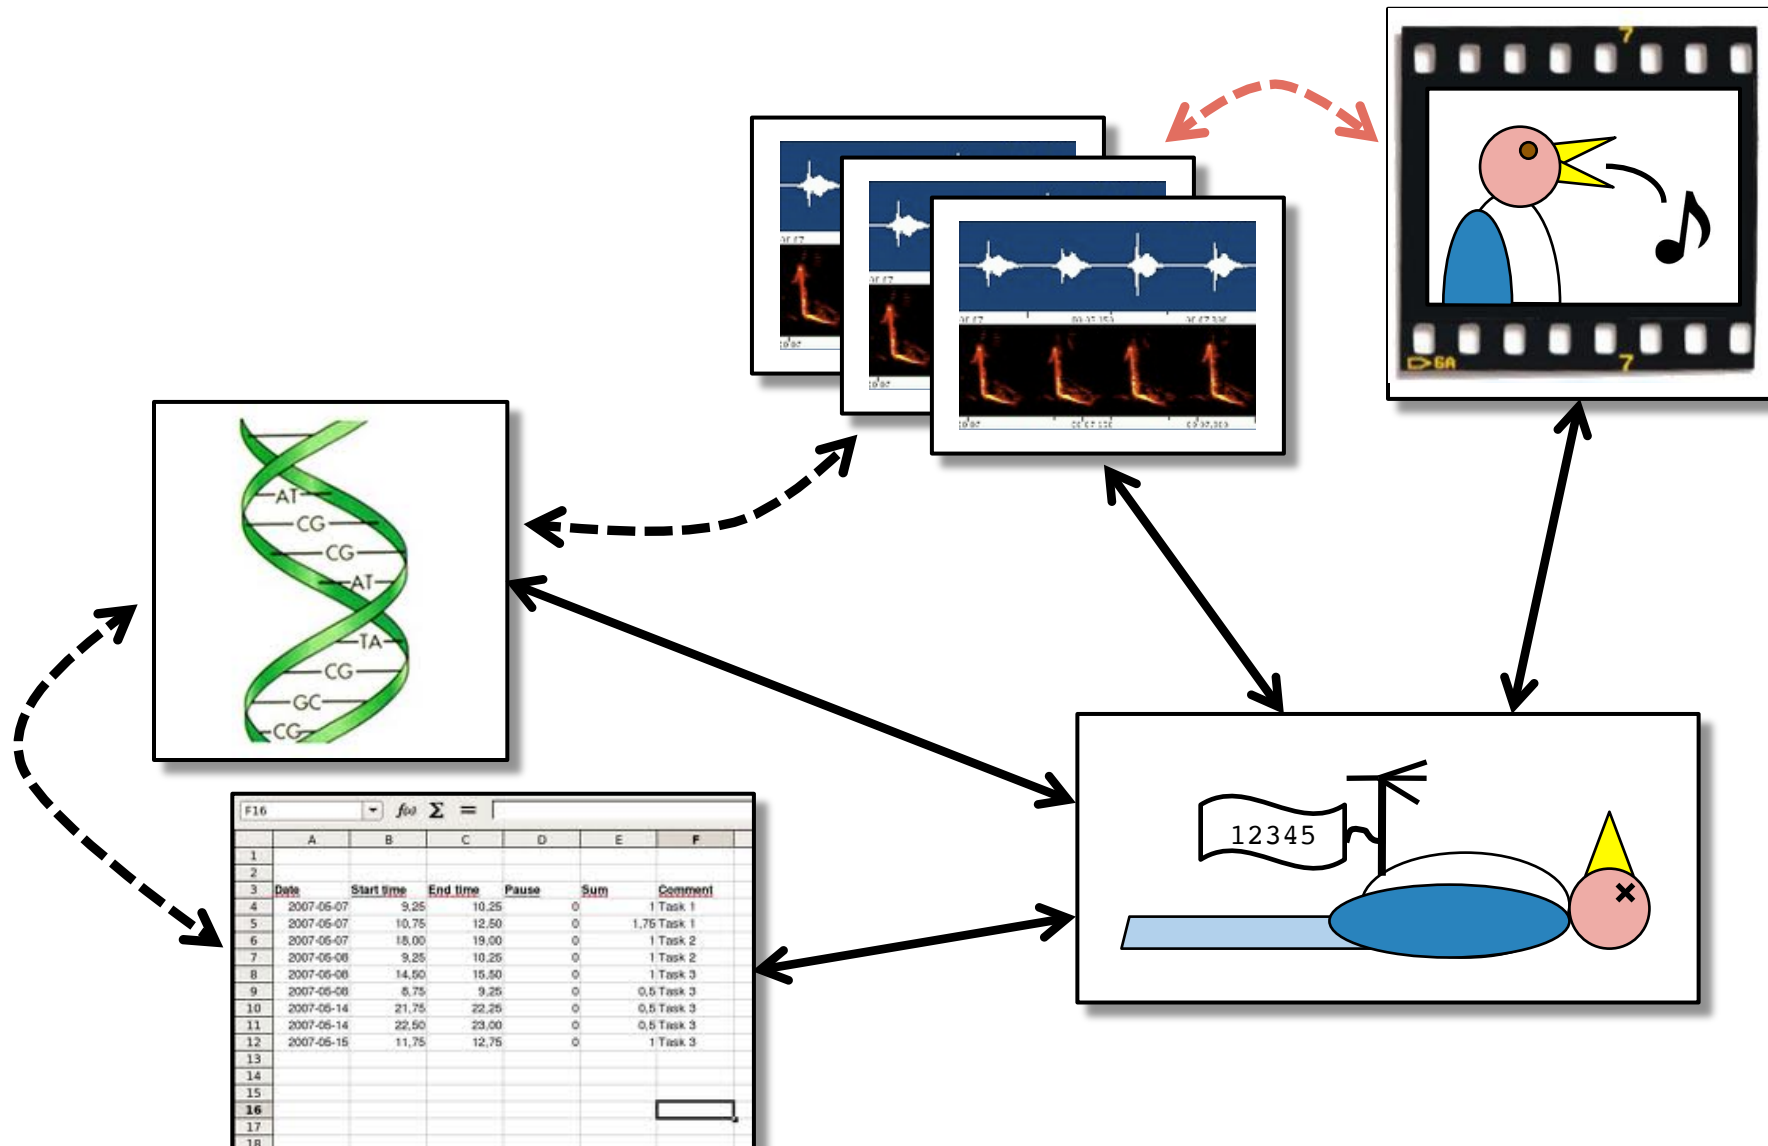 7
7
6A
AT
CG
CG
AT
TA
CG
GC
CG
12345
F16 f(x) Σ =
A B C D E F
1
2
3 Date Start time End time Pause Sum Comment
4 2007-05-07 9,25 10,25 0 1 Task 1
5 2007-05-07 10,75 12,50 0 1,75 Task 1
6 2007-05-07 18,00 19,00 0 1 Task 2
7 2007-05-08 9,25 10,25 0 1 Task 2
8 2007-05-08 14,50 15,50 0 1 Task 3
9 2007-05-08 8,75 9,25 0 0,5 Task 3
10 2007-05-14 21,75 22,25 0 0,5 Task 3
11 2007-05-14 22,50 23,00 0 0,5 Task 3
12 2007-05-15 11,75 12,75 0 1 Task 3
13
14
15
16
17
18